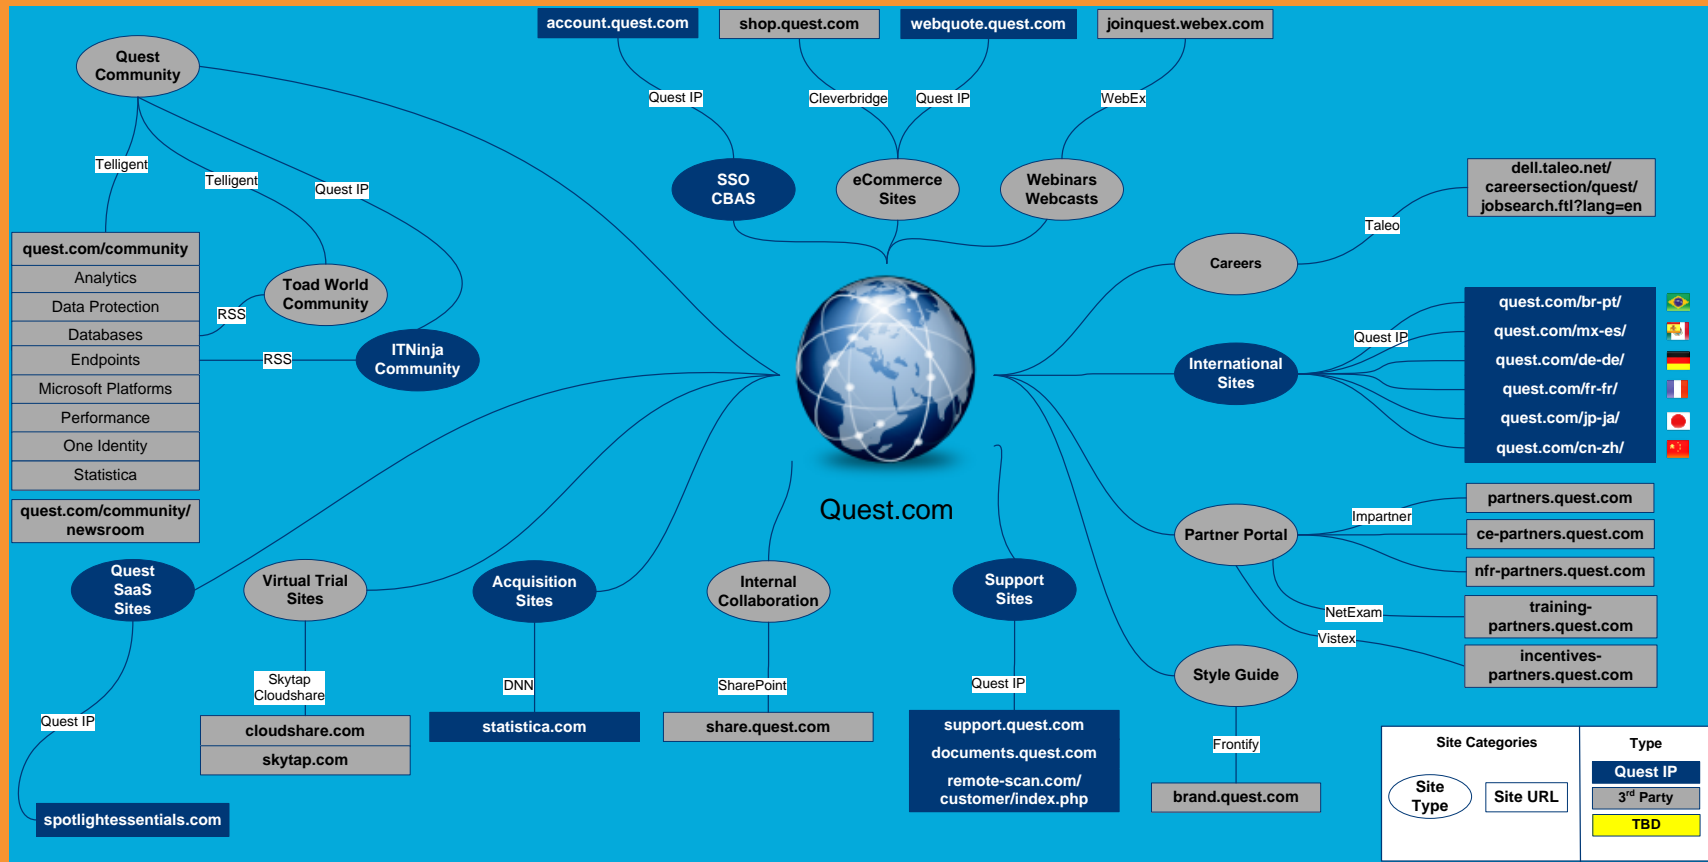 account.quest.com
shop.quest.com
webquote.quest.com
joinquest.webex.com
Quest
Community
Quest IP
Cleverbridge
Quest IP
WebEx
Telligent
Telligent
Quest IP
SSO
CBAS
eCommerce
Sites
Webinars
Webcasts
dell.taleo.net/
careersection/quest/
jobsearch.ftl?lang=en
Taleo
Careers
quest.com/community
Analytics
Data Protection
Databases
Endpoints
Microsoft Platforms
Performance
One Identity
Statistica
quest.com/community/
newsroom
Toad World
Community
RSS
RSS
ITNinja
Community
Quest IP
International
Sites
quest.com/br-pt/
quest.com/mx-es/
quest.com/de-de/
quest.com/fr-fr/
quest.com/jp-ja/
quest.com/cn-zh/
Quest.com
Partner Portal
Impartner
partners.quest.com
ce-partners.quest.com
nfr-partners.quest.com
NetExam
training-
partners.quest.com
Vistex
incentives-
partners.quest.com
Quest
SaaS
Sites
Virtual Trial
Sites
Acquisition
Sites
Internal
Collaboration
Support
Sites
Style Guide
Quest IP
Skytap
Cloudshare
DNN
SharePoint
Quest IP
Frontify
spotlightessentials.com
cloudshare.com
skytap.com
statistica.com
share.quest.com
support.quest.com
documents.quest.com
remote-scan.com/
customer/index.php
brand.quest.com
Site Categories
Type
Site
Type
Site URL
Quest IP
3rd Party
TBD